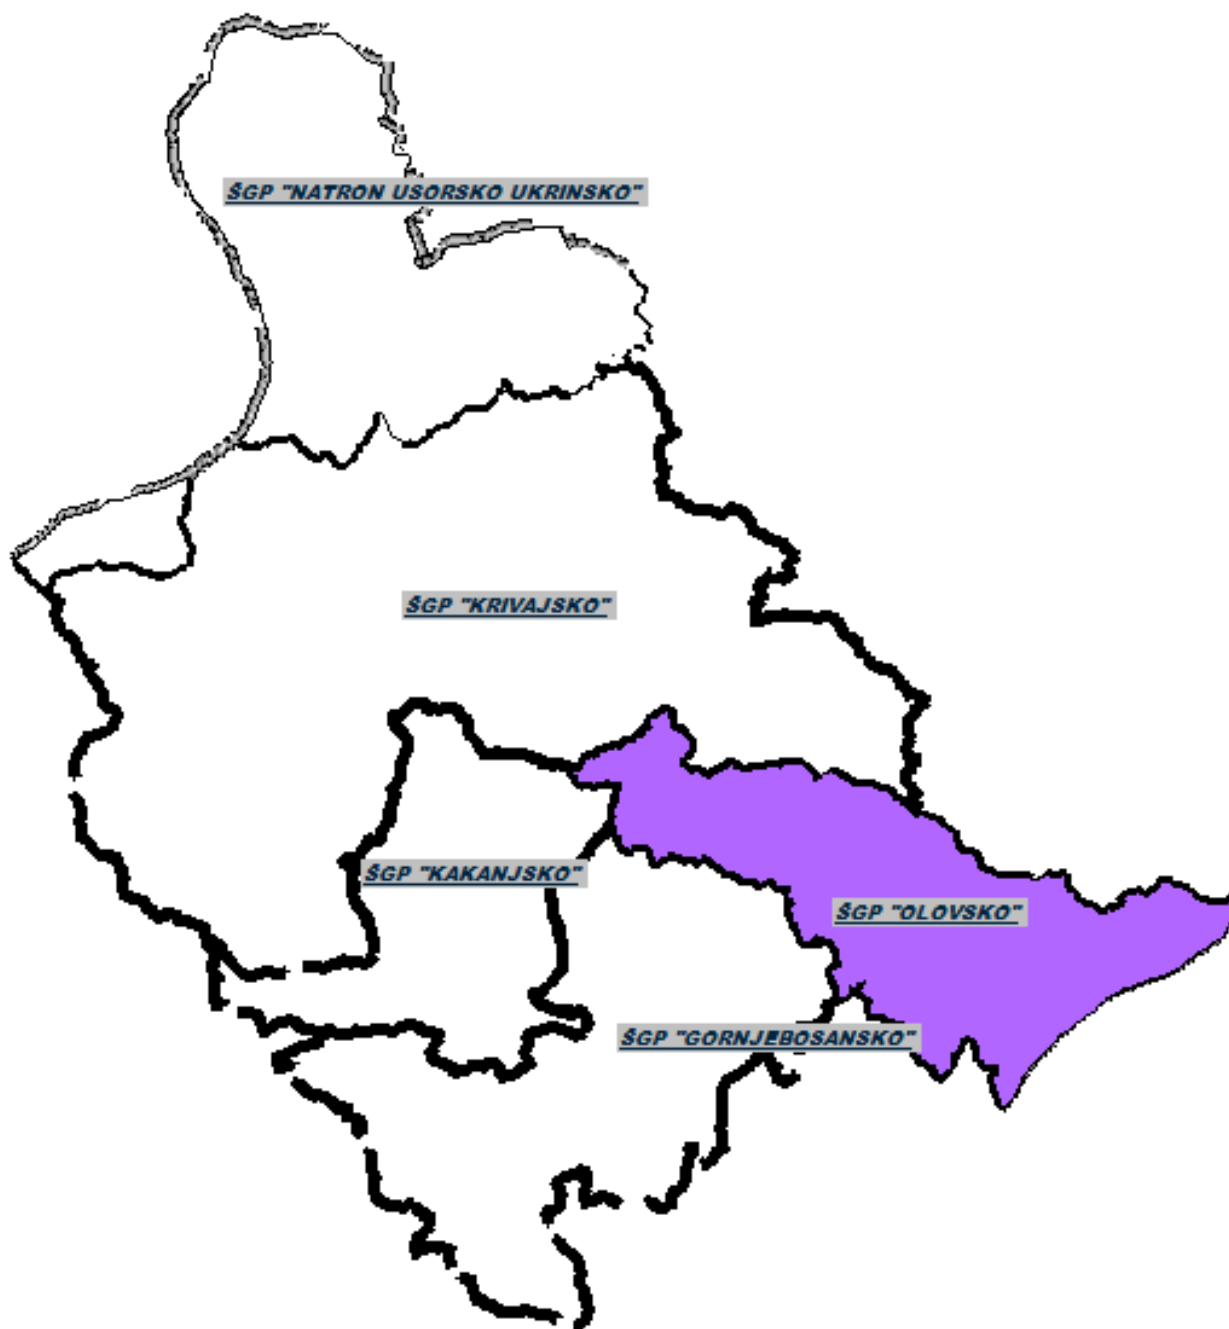 ŠGP "NATRON USORSKO UKRINSKO"
ŠGP "KRIVAJSKO"
ŠGP "KAKANJSKO"
ŠGP "OLOVSKO"
ŠGP "GORNJEBOSANSKO"